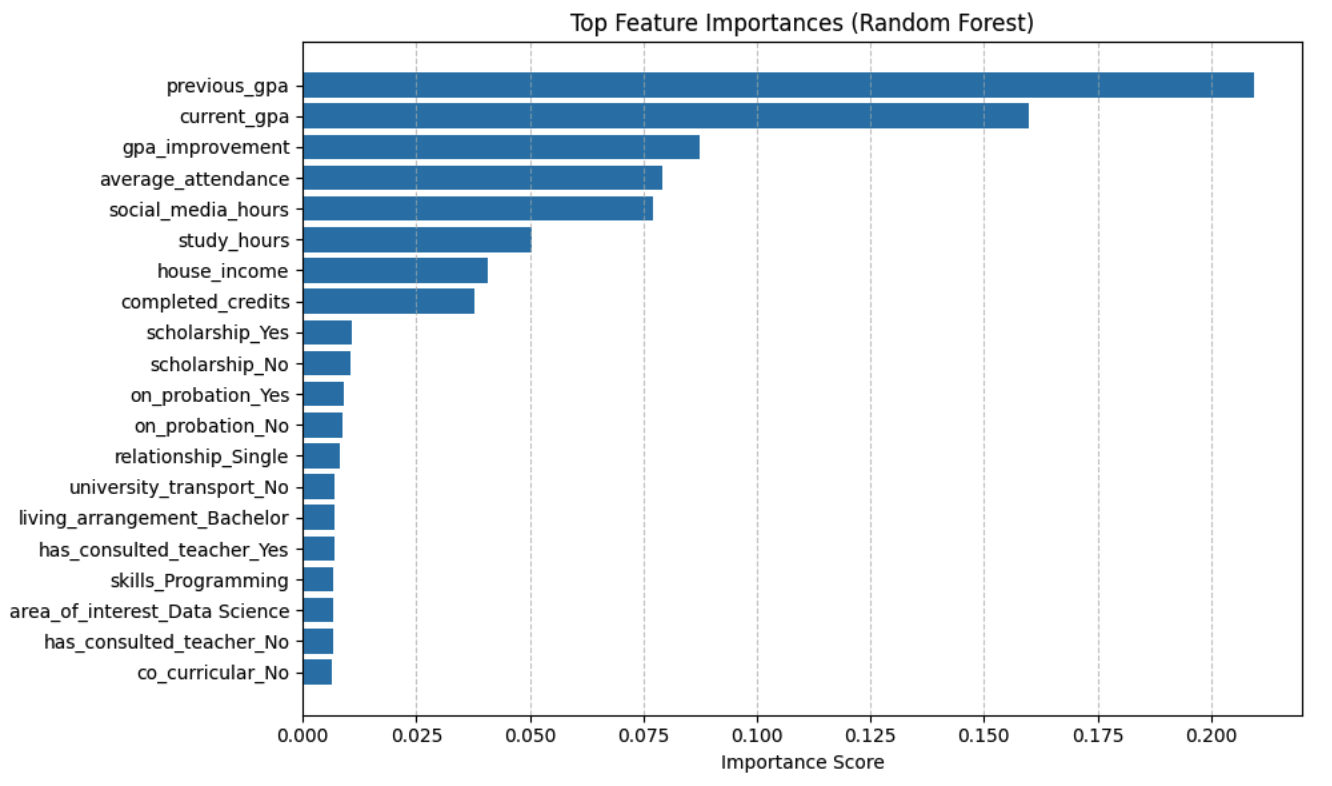 Top Feature Importances (Random Forest)
previous_gpa
current_gpa
gpa_improvement
average_attendance
social_media_hours
study_hours
house_income
completed_credits
scholarship_Yes
scholarship_No
on_probation_Yes
on_probation_No
relationship_Single
university_transport_No
living_arrangement_Bachelor
has_consulted_teacher_Yes
skills_Programming
area_of_interest_Data Science
has_consulted_teacher_No
co_curricular_No
0.000 0.025 0.050 0.075 0.100 0.125 0.150 0.175 0.200
Importance Score